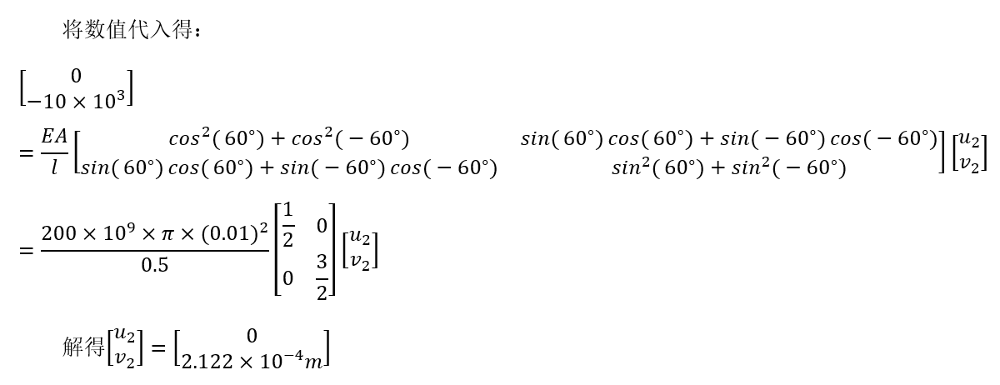 将数值代入得：
[0
−10 × 10³]
= EA/l [cos²(60°) + cos²(−60°) sin(60°) cos(60°) + sin(−60°) cos(−60°)
sin(60°) cos(60°) + sin(−60°) cos(−60°) sin²(60°) + sin²(−60°)] [u₂
v₂]
= (200 × 10⁹ × π × (0.01)²)/0.5 [1/2 0
0 3/2] [u₂
v₂]
解得[u₂
v₂] = [0
2.122 × 10⁻⁴m]